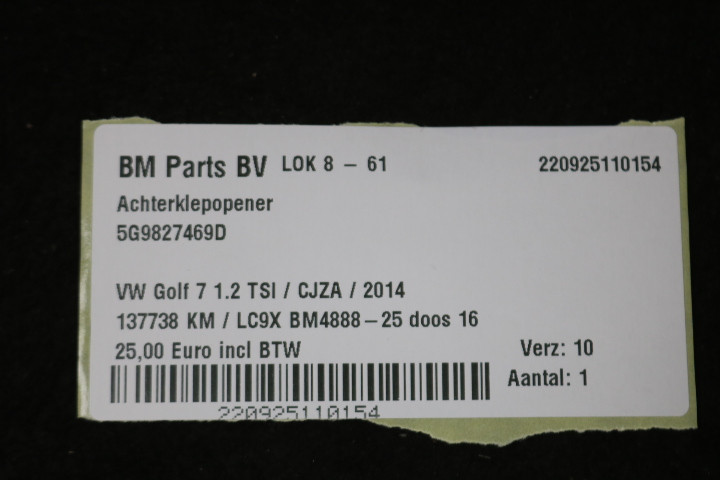 BM Parts BV LOK 8 – 61 220925110154
Achterklepopener
5G9827469D
VW Golf 7 1.2 TSI / CJZA / 2014
137738 KM / LC9X BM4888–25 doos 16
25,00 Euro incl BTW Verz: 10
Aantal: 1
220925110154